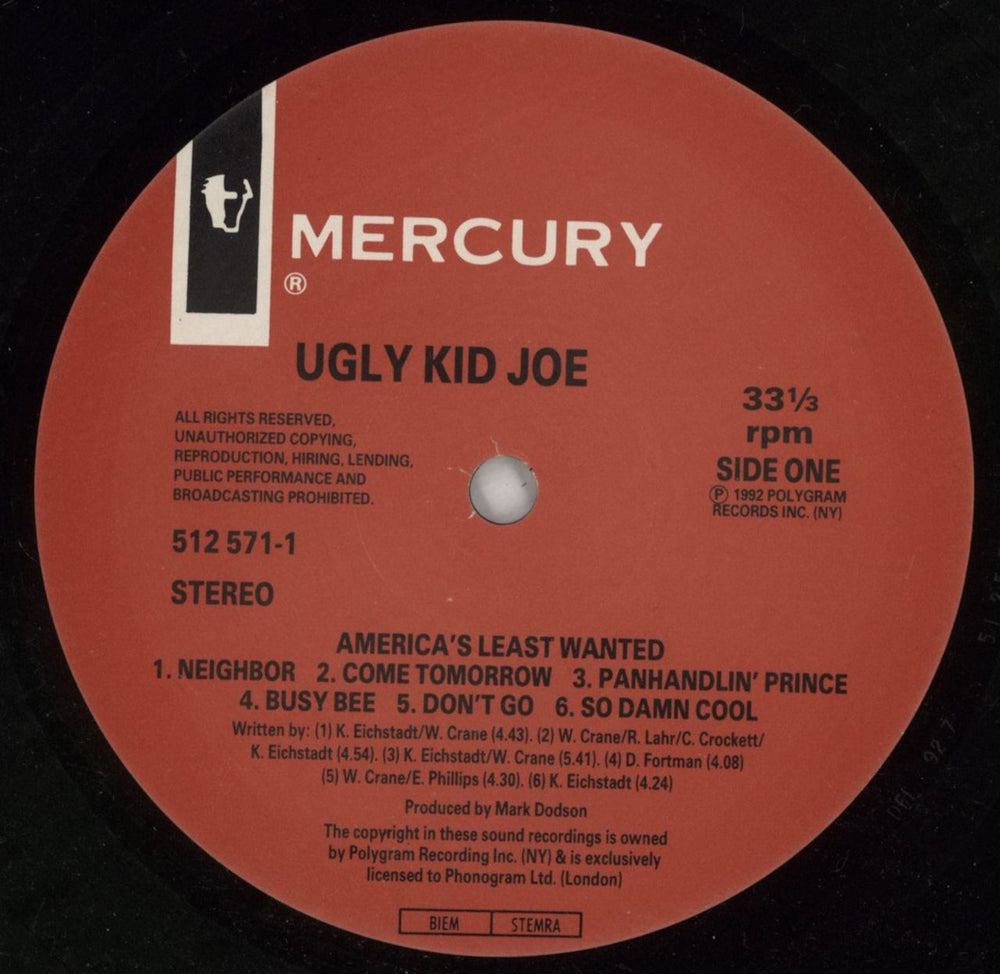 MERCURY
®
UGLY KID JOE
ALL RIGHTS RESERVED,
UNAUTHORIZED COPYING,
REPRODUCTION, HIRING, LENDING,
PUBLIC PERFORMANCE AND
BROADCASTING PROHIBITED.
33⅓
rpm
SIDE ONE
℗ 1992 POLYGRAM
RECORDS INC. (NY)
512 571-1
STEREO
AMERICA'S LEAST WANTED
1. NEIGHBOR 2. COME TOMORROW 3. PANHANDLIN' PRINCE
4. BUSY BEE 5. DON'T GO 6. SO DAMN COOL
Written by: (1) K. Eichstadt/W. Crane (4.43). (2) W. Crane/R. Lahr/C. Crockett/
K. Eichstadt (4.54). (3) K. Eichstadt/W. Crane (5.41). (4) D. Fortman (4.08)
(5) W. Crane/E. Phillips (4.30). (6) K. Eichstadt (4.24)
Produced by Mark Dodson
The copyright in these sound recordings is owned
by Polygram Recording Inc. (NY) & is exclusively
licensed to Phonogram Ltd. (London)
BIEM STEMRA